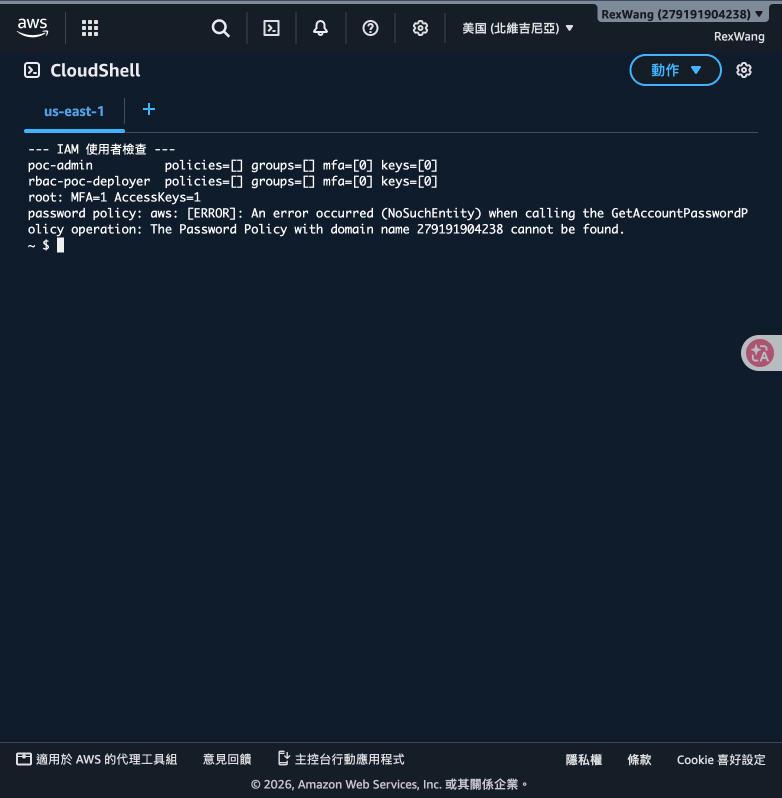 aws
美国 (北維吉尼亞) ▼
RexWang (279191904238) ▼
RexWang
CloudShell
動作 ▼
us-east-1
+
--- IAM 使用者檢查 ---
poc-admin          policies=[] groups=[] mfa=[0] keys=[0]
rbac-poc-deployer  policies=[] groups=[] mfa=[0] keys=[0]
root: MFA=1 AccessKeys=1
password policy: aws: [ERROR]: An error occurred (NoSuchEntity) when calling the GetAccountPasswordP
olicy operation: The Password Policy with domain name 279191904238 cannot be found.
~ $
適用於 AWS 的代理工具組
意見回饋
主控台行動應用程式
隱私權
條款
Cookie 喜好設定
© 2026, Amazon Web Services, Inc. 或其關係企業。